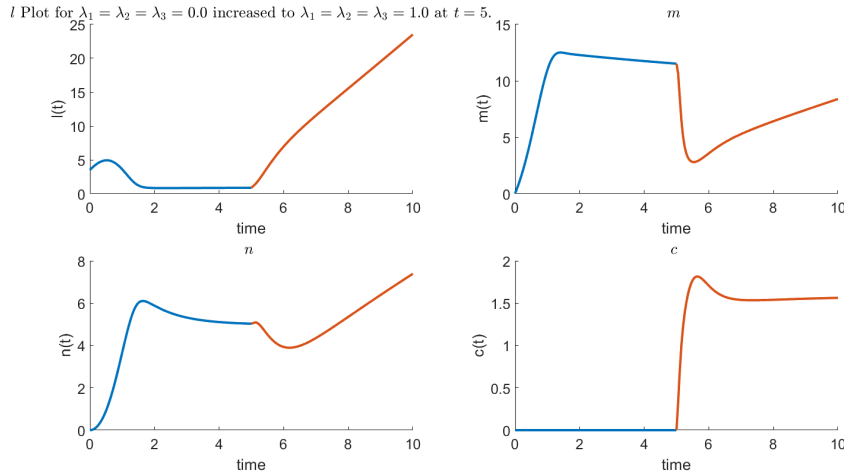 l Plot for λ₁ = λ₂ = λ₃ = 0.0 increased to λ₁ = λ₂ = λ₃ = 1.0 at t = 5.
25
20
15
10
5
0
l(t)
0 2 4 6 8 10
time
m
15
10
5
0
m(t)
0 2 4 6 8 10
time
n
8
6
4
2
0
n(t)
0 2 4 6 8 10
time
c
2
1.5
1
0.5
0
c(t)
0 2 4 6 8 10
time